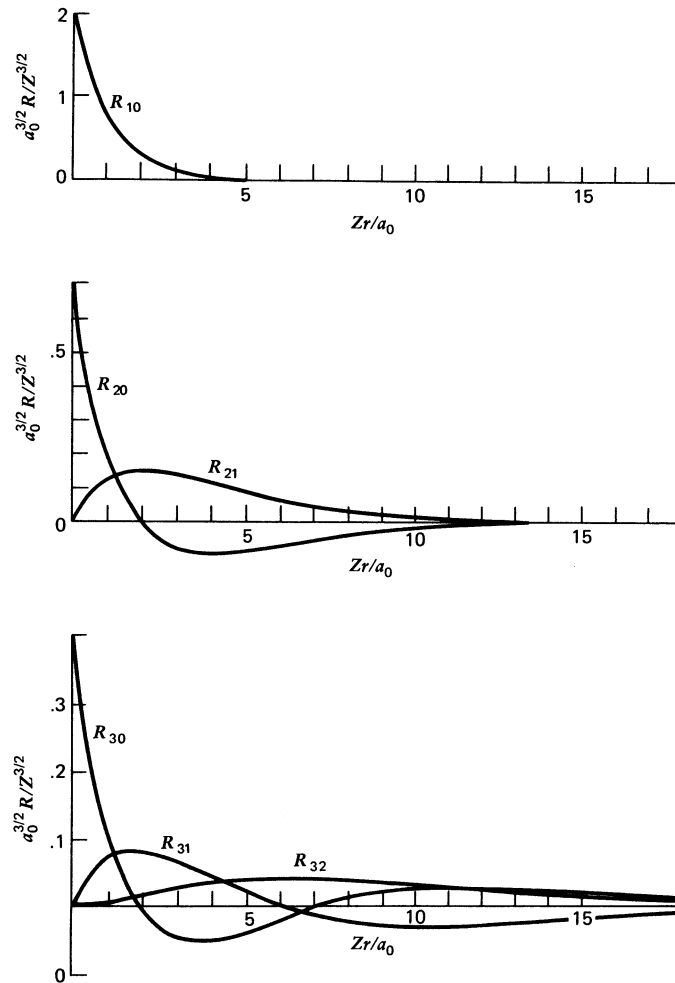 2
1
0
a₀^3/2 R/Z^3/2
R₁₀
5 10 15
Zr/a₀
.5
0
a₀^3/2 R/Z^3/2
R₂₀
R₂₁
5 10 15
Zr/a₀
.3
.2
.1
0
a₀^3/2 R/Z^3/2
R₃₀
R₃₁
R₃₂
5 10 15
Zr/a₀